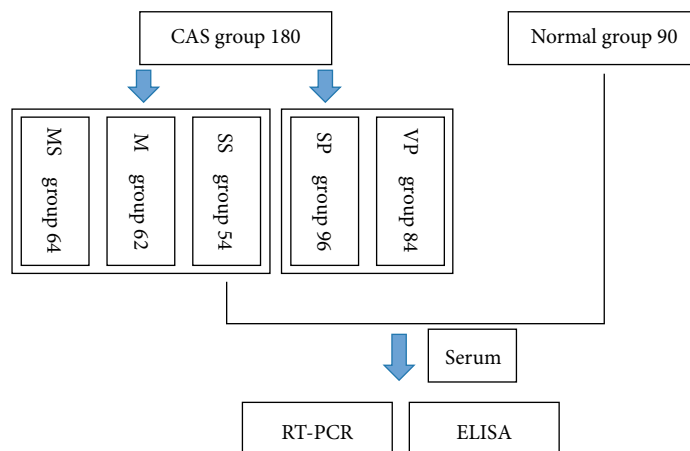 CAS group 180
Normal group 90
MS group 64
M group 62
SS group 54
SP group 96
VP group 84
Serum
RT-PCR
ELISA